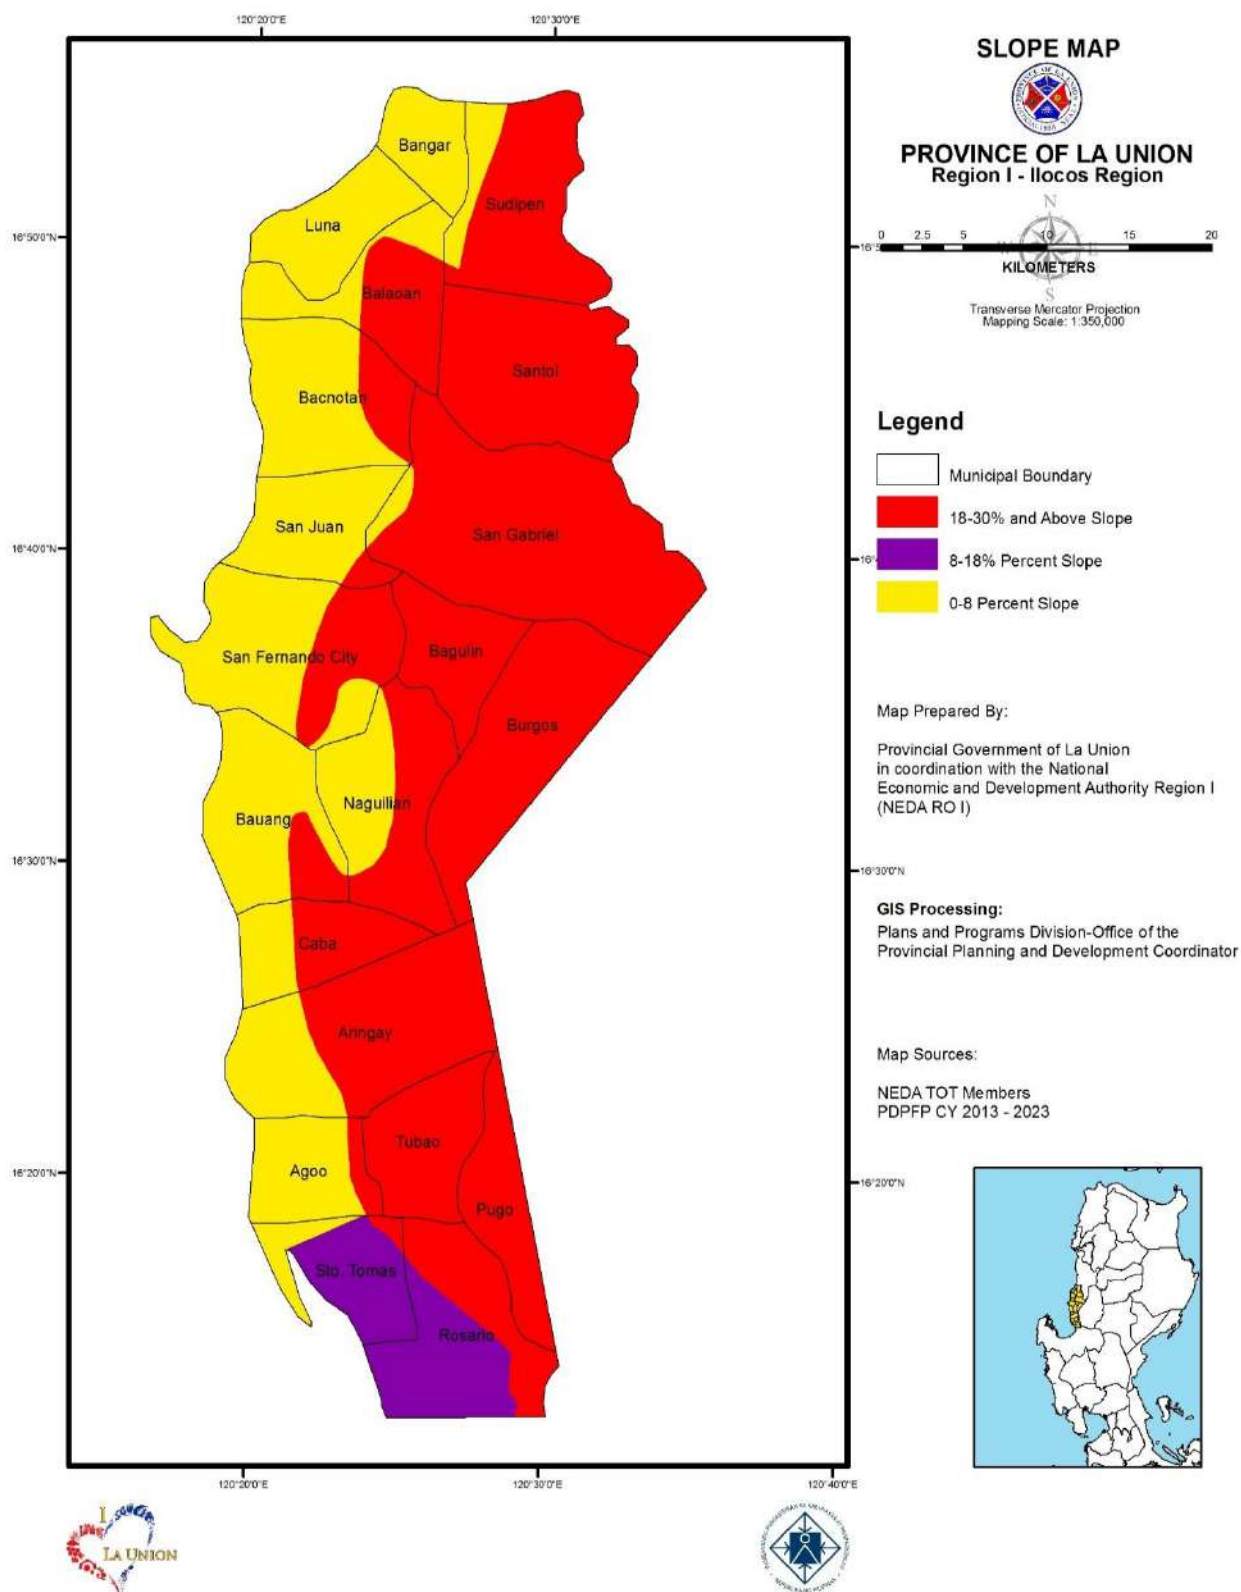 120°20'0"E
120°30'0"E
SLOPE MAP
PROVINCE OF LA UNION
Region I - Ilocos Region
N
0 2.5 5 10 15 20
KILOMETERS
S
Transverse Mercator Projection
Mapping Scale: 1:350,000
Bangar
Sudipen
Luna
16°50'0"N
Balaoan
Santol
Bacnotan
San Juan
San Gabriel
16°40'0"N
San Fernando City
Bagulin
Burgos
Naguilian
Bauang
16°30'0"N
16°30'0"N
Caba
Aringay
Tubao
Agoo
16°20'0"N
16°20'0"N
Pugo
Sto. Tomas
Rosario
120°20'0"E
120°30'0"E
120°40'0"E
Legend
Municipal Boundary
18-30% and Above Slope
8-18% Percent Slope
0-8 Percent Slope
Map Prepared By:
Provincial Government of La Union
in coordination with the National
Economic and Development Authority Region I
(NEDA RO I)
GIS Processing:
Plans and Programs Division-Office of the
Provincial Planning and Development Coordinator
Map Sources:
NEDA TOT Members
PDPFP CY 2013 - 2023
I
LA UNION